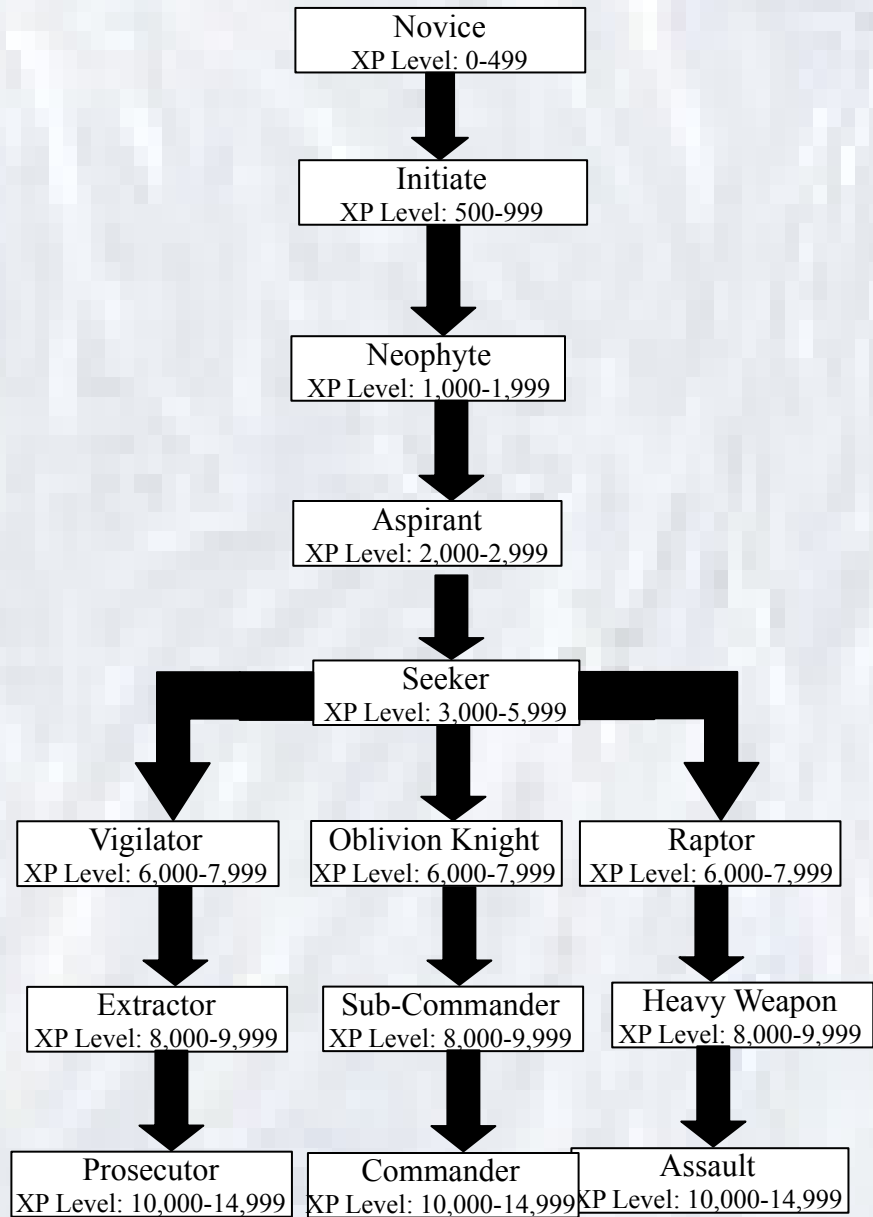 Novice
XP Level: 0-499
Initiate
XP Level: 500-999
Neophyte
XP Level: 1,000-1,999
Aspirant
XP Level: 2,000-2,999
Seeker
XP Level: 3,000-5,999
Vigilator
XP Level: 6,000-7,999
Oblivion Knight
XP Level: 6,000-7,999
Raptor
XP Level: 6,000-7,999
Extractor
XP Level: 8,000-9,999
Sub-Commander
XP Level: 8,000-9,999
Heavy Weapon
XP Level: 8,000-9,999
Prosecutor
XP Level: 10,000-14,999
Commander
XP Level: 10,000-14,999
Assault
XP Level: 10,000-14,999